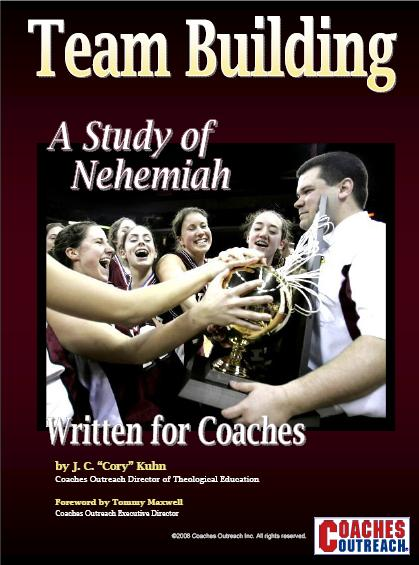 Team Building
A Study of
Nehemiah
Written for Coaches
by J. C. "Cory" Kuhn
Coaches Outreach Director of Theological Education
Foreword by Tommy Maxwell
Coaches Outreach Executive Director
©2008 Coaches Outreach Inc. All rights reserved.
COACHES
OUTREACH